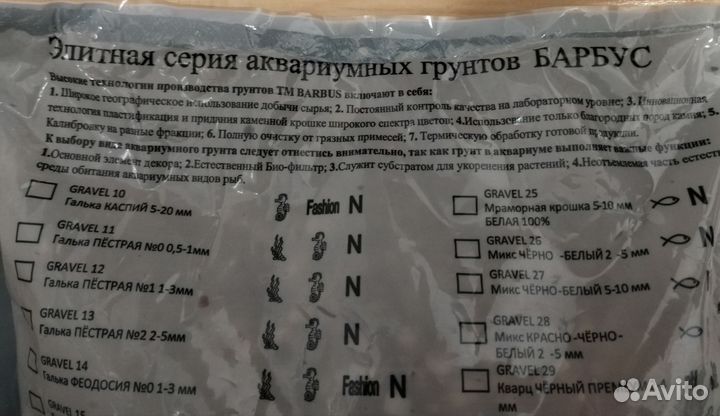 Элитная серия аквариумных грунтов БАРБУС
Высокие технологии производства грунтов ТМ BARBUS включают в себя:
1. Широкое географическое использование добычи сырья; 2. Постоянный контроль качества на лабораторном уровне; 3. Инновационная
технология пластификации и придания каменной крошке широкого спектра цветов; 4.Использование только благородных пород камня; 5.
Калибровку на разные фракции; 6. Полную очистку от грязных примесей; 7. Термическую обработку готовой продукции.
К выбору вида аквариумного грунта следует отнестись внимательно, так как грунт в аквариуме выполняет важные функции:
1.Основной элемент декора; 2.Естественный Био-фильтр; 3.Служит субстратом для укоренения растений; 4.Неотъемлемая часть естеств
среды обитания аквариумных видов рыб.
GRAVEL 10
Галька КАСПИЙ 5-20 мм
Fashion N
GRAVEL 11
Галька ПЁСТРАЯ №0 0,5-1мм
N
GRAVEL 12
Галька ПЁСТРАЯ №1 1-3мм
N
GRAVEL 13
Галька ПЁСТРАЯ №2 2-5мм
N
GRAVEL 14
Галька ФЕОДОСИЯ №0 1-3 мм
Fashion N
GRAVEL 15
GRAVEL 25
Мраморная крошка 5-10 мм
БЕЛАЯ 100%
N
GRAVEL 26
Микс ЧЁРНО -БЕЛЫЙ 2 -5 мм
N
GRAVEL 27
Микс ЧЁРНО-БЕЛЫЙ 5-10 мм
GRAVEL 28
Микс КРАСНО-ЧЁРНО-
БЕЛЫЙ 2 -5 мм
GRAVEL 29
Кварц ЧЁРНЫЙ ПРЕМ
мм
Avito